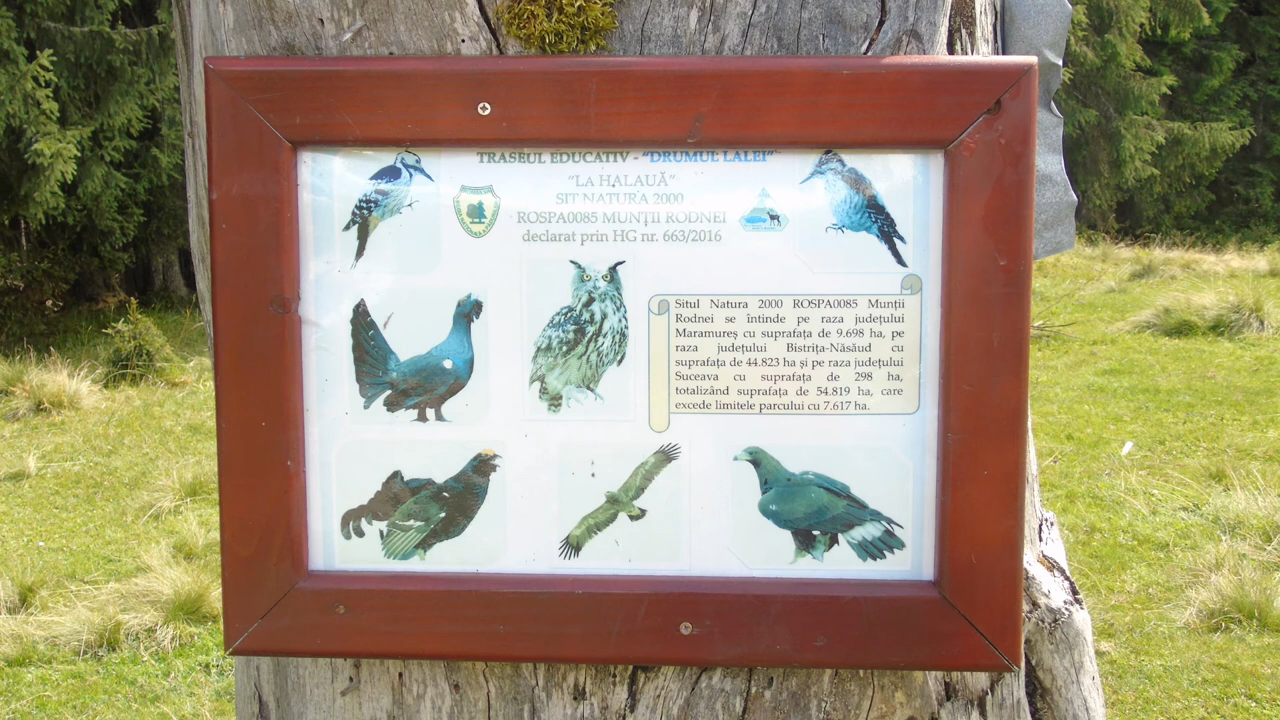 TRASEUL EDUCATIV - "DRUMUL LALEI"
"LA HALAUĂ"
SIT NATURA 2000
ROSPA0085 MUNȚII RODNEI
declarat prin HG nr. 663/2016
Situl Natura 2000 ROSPA0085 Munții
Rodnei se întinde pe raza județului
Maramureș cu suprafața de 9.698 ha, pe
raza județului Bistrița-Năsăud cu
suprafața de 44.823 ha și pe raza județului
Suceava cu suprafața de 298 ha,
totalizând suprafața de 54.819 ha, care
excede limitele parcului cu 7.617 ha.